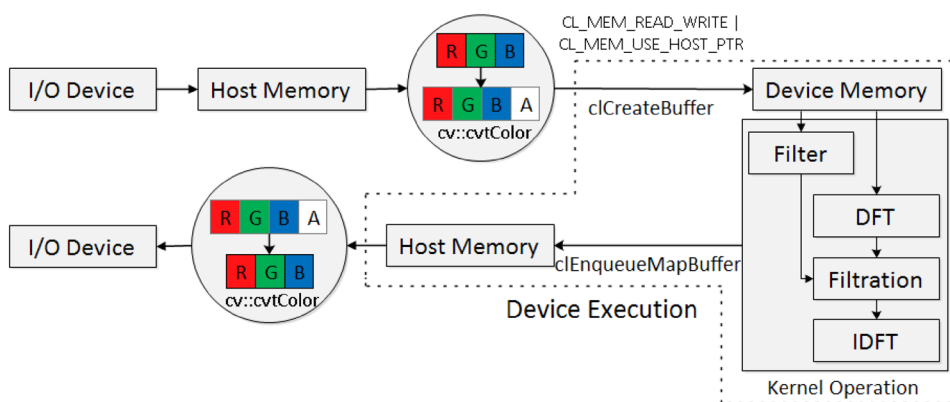 CL_MEM_READ_WRITE |
CL_MEM_USE_HOST_PTR
I/O Device
Host Memory
R G B
R G B A
cv::cvtColor
clCreateBuffer
Device Memory
Filter
DFT
Filtration
IDFT
Kernel Operation
clEnqueueMapBuffer
Host Memory
Device Execution
R G B A
R G B
cv::cvtColor
I/O Device